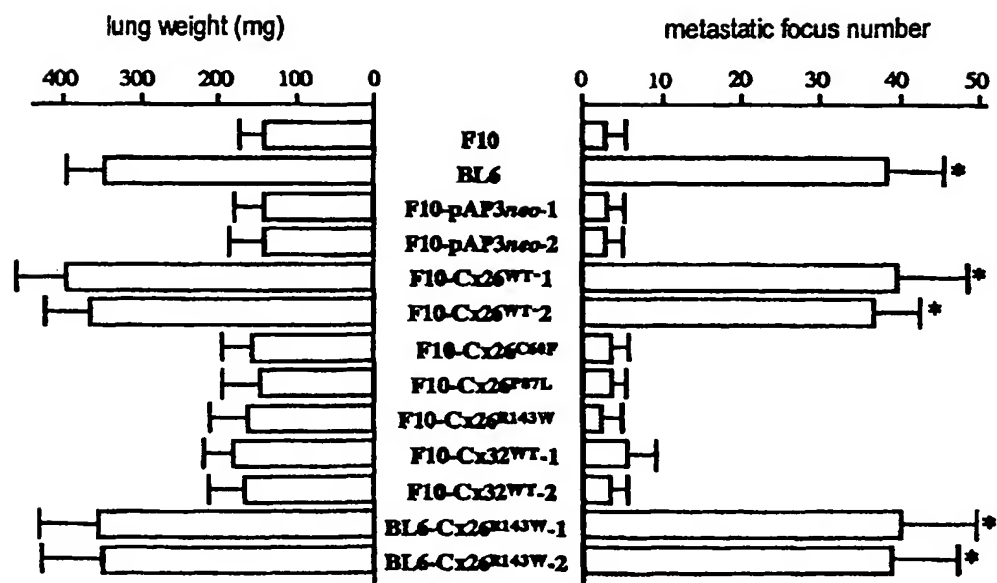 lung weight (mg) metastatic focus number
400 300 200 100 0 0 10 20 30 40 50
F10
BL6 *
F10-pAP3neo-1
F10-pAP3neo-2
F10-Cx26WT-1 *
F10-Cx26WT-2 *
F10-Cx26C60F
F10-Cx26P87L
F10-Cx26R143W
F10-Cx32WT-1
F10-Cx32WT-2
BL6-Cx26R143W-1 *
BL6-Cx26R143W-2 *